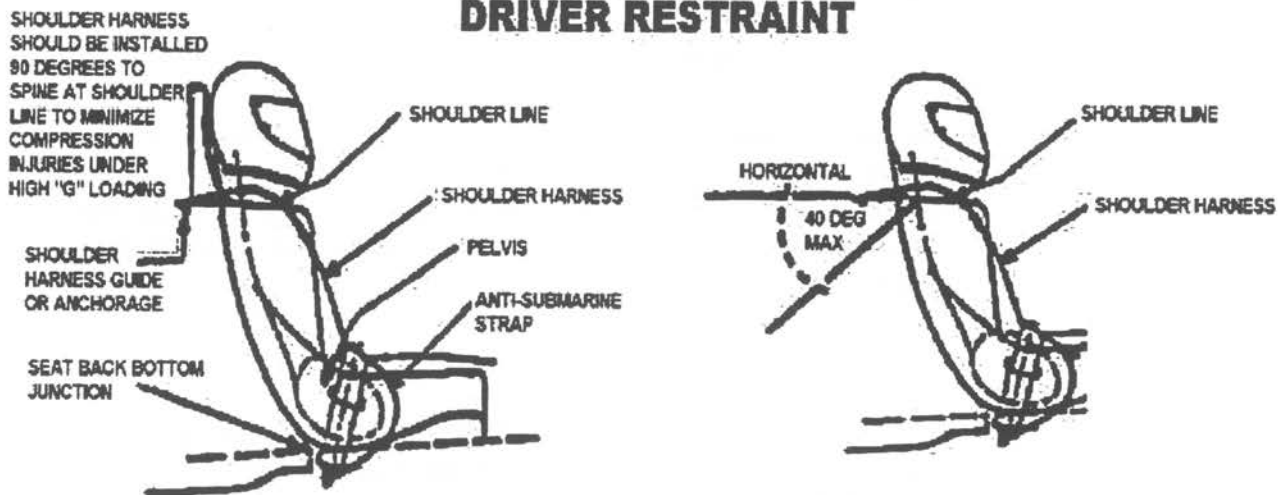 DRIVER RESTRAINT
SHOULDER HARNESS
SHOULD BE INSTALLED
90 DEGREES TO
SPINE AT SHOULDER
LINE TO MINIMIZE
COMPRESSION
INJURIES UNDER
HIGH "G" LOADING
SHOULDER LINE
SHOULDER HARNESS
PELVIS
ANTI-SUBMARINE
STRAP
SHOULDER
HARNESS GUIDE
OR ANCHORAGE
SEAT BACK BOTTOM
JUNCTION
SHOULDER LINE
HORIZONTAL
40 DEG
MAX
SHOULDER HARNESS